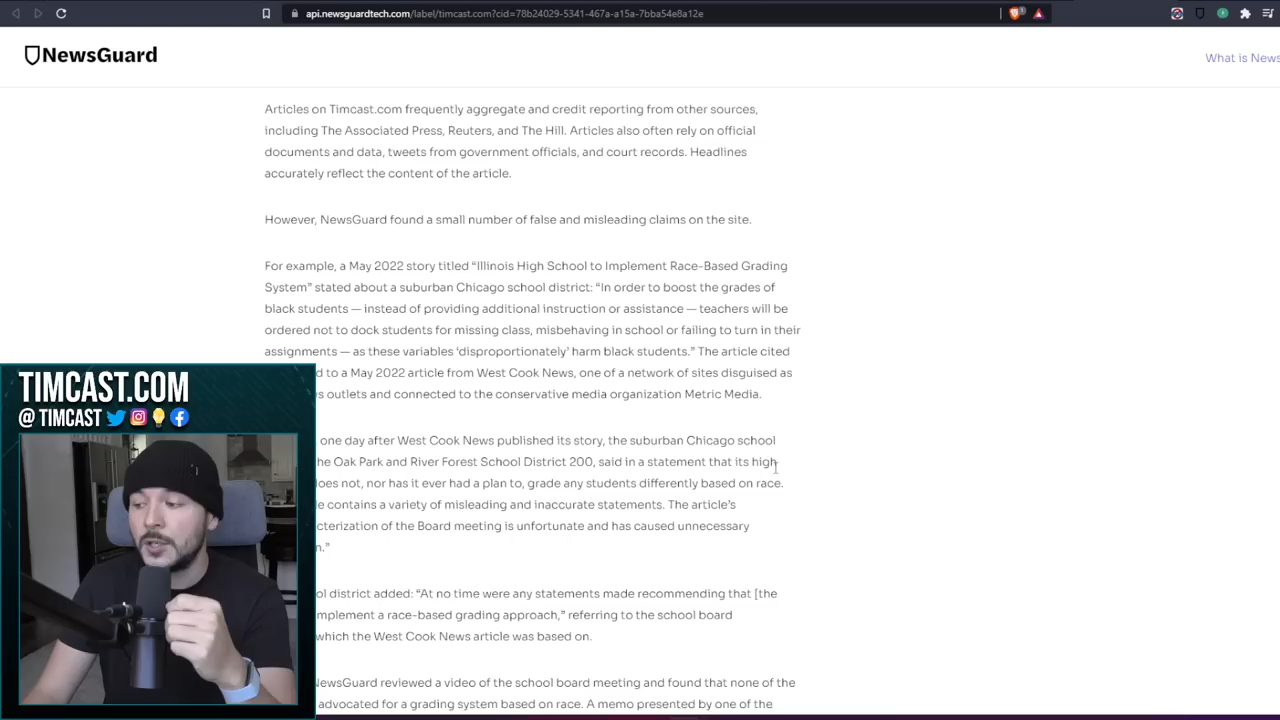 api.newsguardtech.com/label/timcast.com?cid=78b24029-5341-467a-a15a-7bba54e8a12e
NewsGuard
What is News
Articles on Timcast.com frequently aggregate and credit reporting from other sources,
including The Associated Press, Reuters, and The Hill. Articles also often rely on official
documents and data, tweets from government officials, and court records. Headlines
accurately reflect the content of the article.
However, NewsGuard found a small number of false and misleading claims on the site.
For example, a May 2022 story titled “Illinois High School to Implement Race-Based Grading
System” stated about a suburban Chicago school district: “In order to boost the grades of
black students — instead of providing additional instruction or assistance — teachers will be
ordered not to dock students for missing class, misbehaving in school or failing to turn in their
assignments — as these variables ‘disproportionately’ harm black students.” The article cited
d to a May 2022 article from West Cook News, one of a network of sites disguised as
s outlets and connected to the conservative media organization Metric Media.
one day after West Cook News published its story, the suburban Chicago school
he Oak Park and River Forest School District 200, said in a statement that its high
oes not, nor has it ever had a plan to, grade any students differently based on race.
e contains a variety of misleading and inaccurate statements. The article’s
cterization of the Board meeting is unfortunate and has caused unnecessary
n.”
ol district added: “At no time were any statements made recommending that [the
mplement a race-based grading approach,” referring to the school board
which the West Cook News article was based on.
NewsGuard reviewed a video of the school board meeting and found that none of the
advocated for a grading system based on race. A memo presented by one of the
TIMCAST.COM
@ TIMCAST